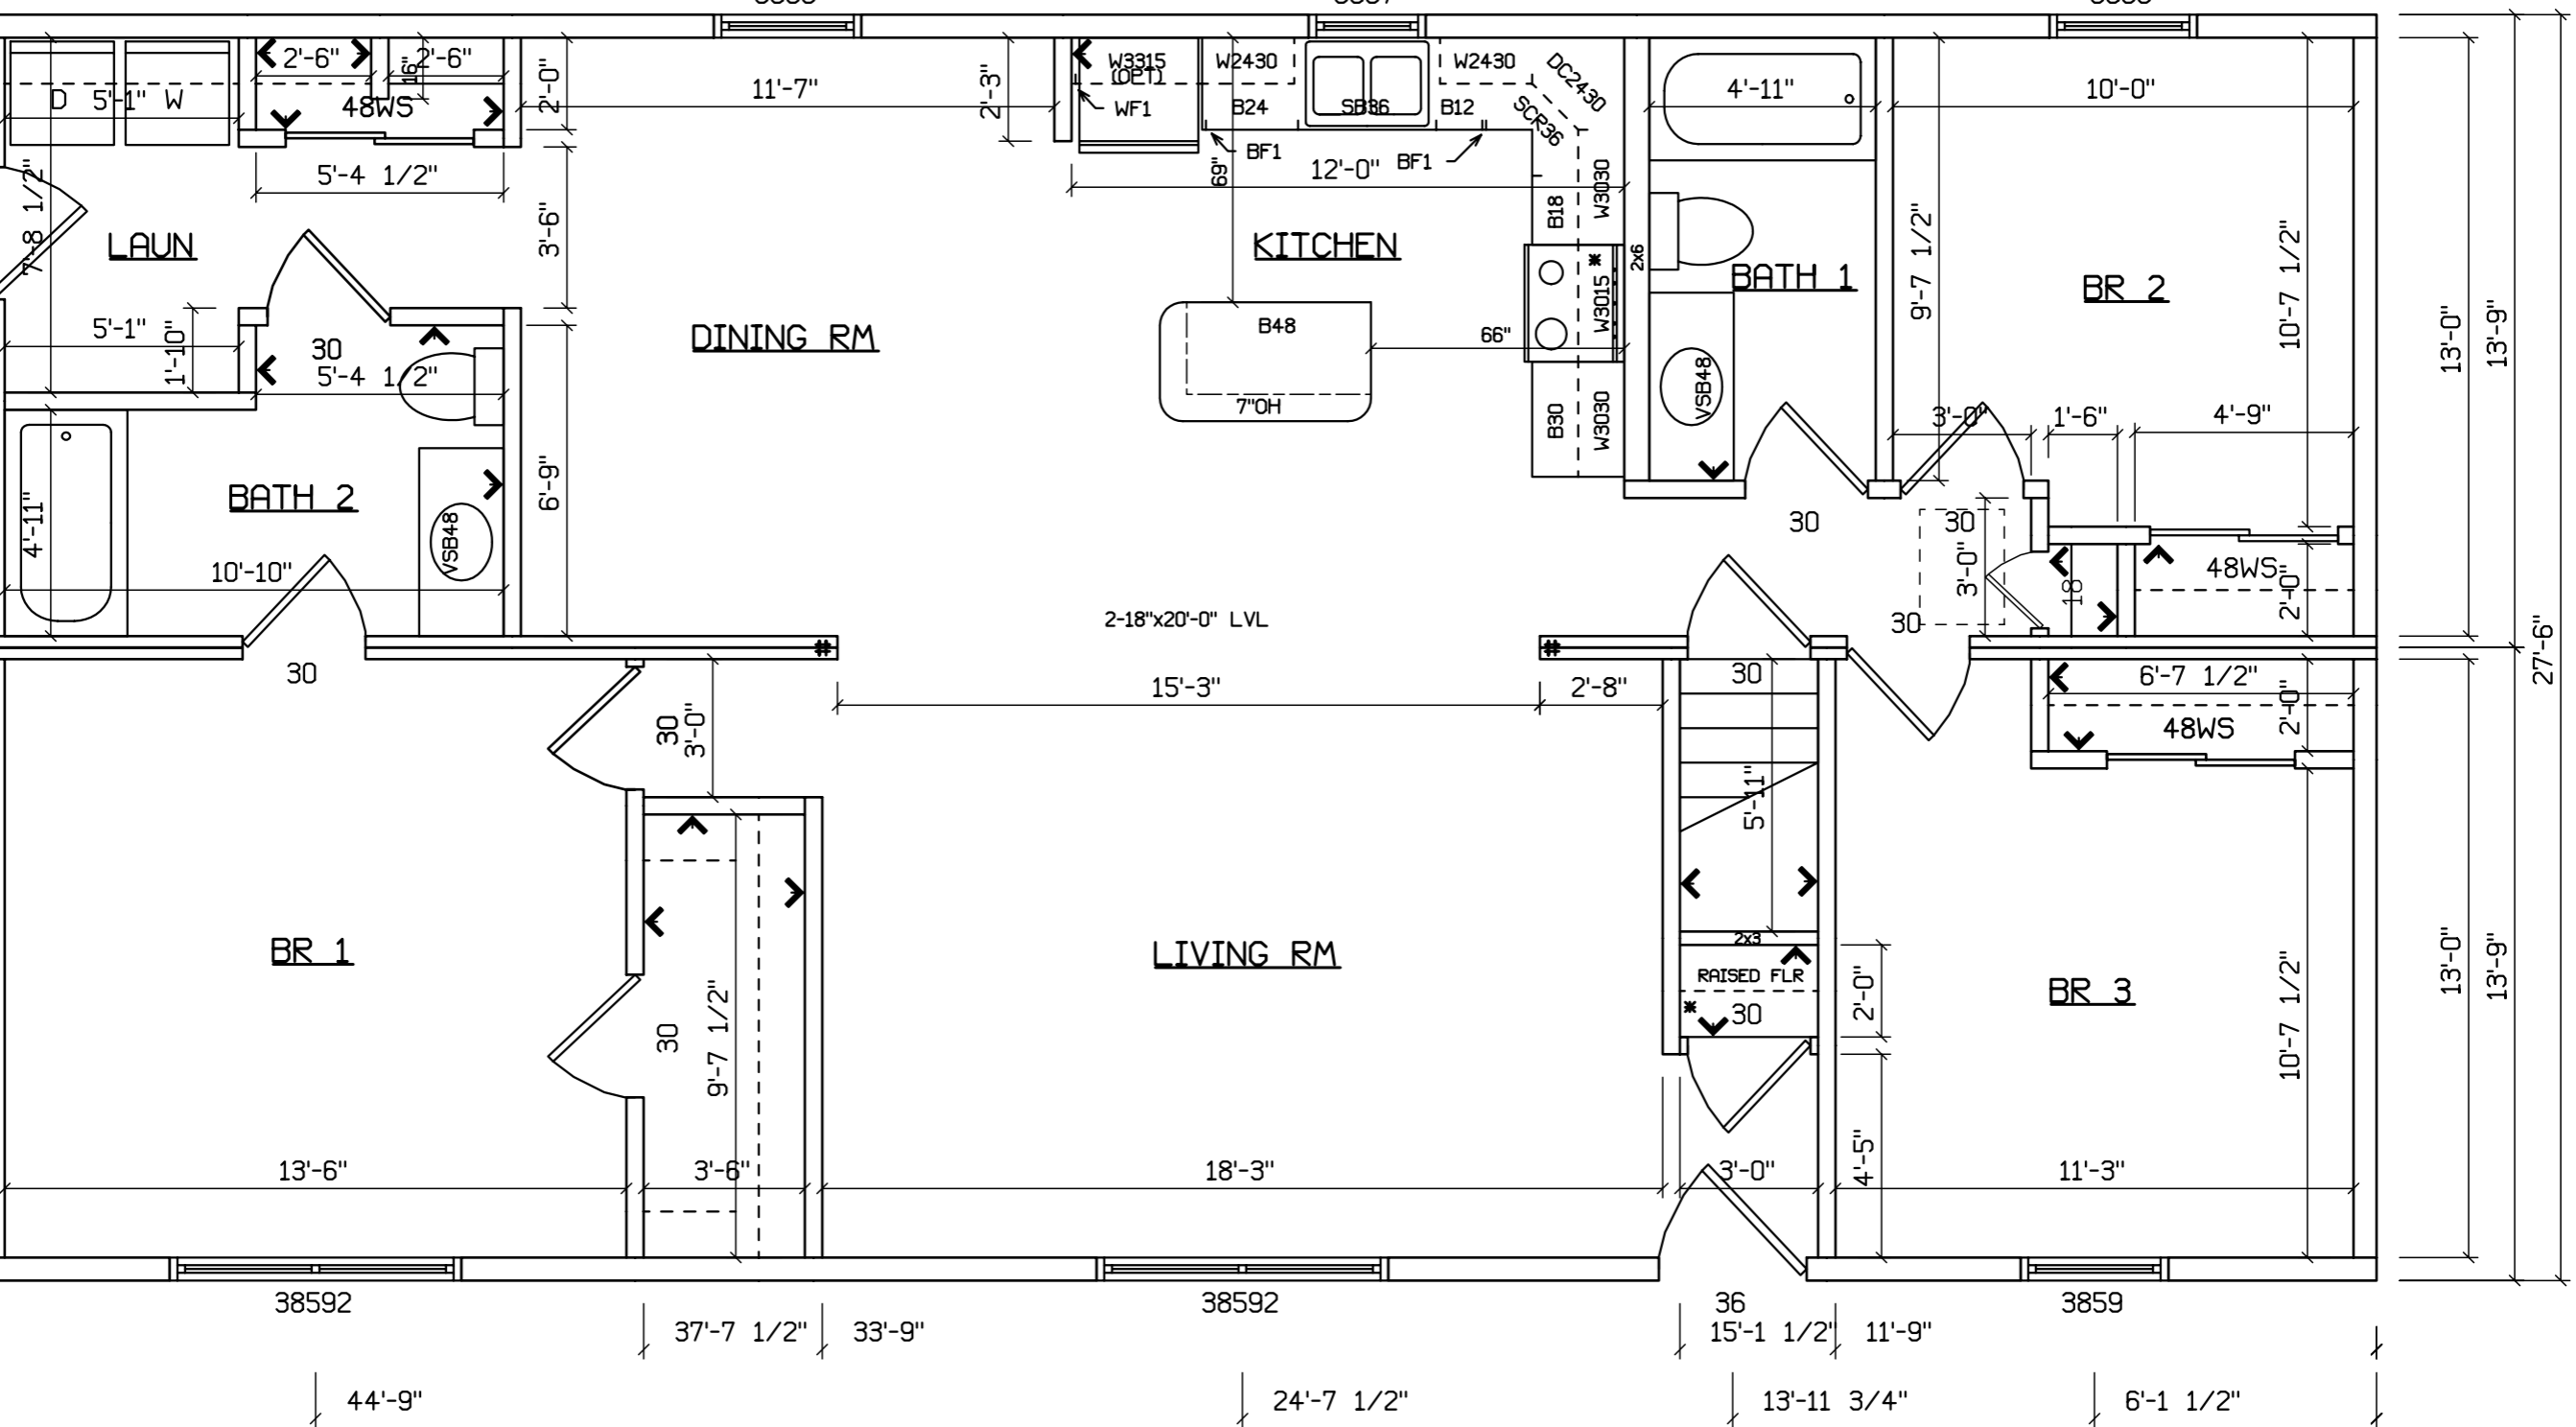 2'-6"
2'-6"
16"
2'-0"
11'-7"
2'-3"
W3315
(OPT)
W2430
W2430
DC2430
4'-11"
10'-0"
D
5'-1"
W
48WS
WF1
B24
SB36
B12
SCR36
BF1
BF1
5'-4 1/2"
69"
12'-0"
W3030
B18
7'-8 1/2"
LAUN
3'-6"
KITCHEN
2x6
BATH 1
9'-7 1/2"
BR 2
10'-7 1/2"
13'-0"
13'-9"
*
W3015
5'-1"
1'-10"
30
5'-4 1/2"
DINING RM
B48
66"
7"OH
B30
W3030
VSB48
3'-0"
1'-6"
4'-9"
6'-9"
BATH 2
4'-11"
VSB48
10'-10"
30
30
3'-0"
18
48WS
2'-0"
30
2-18"x20'-0" LVL
#
#
27'-6"
30
30
3'-0"
15'-3"
2'-8"
30
6'-7 1/2"
2'-0"
48WS
5'-11"
BR 1
LIVING RM
2x3
RAISED FLR
*
30
2'-0"
BR 3
10'-7 1/2"
13'-0"
13'-9"
30
9'-7 1/2"
13'-6"
3'-6"
18'-3"
3'-0"
4'-5"
11'-3"
38592
38592
36
3859
37'-7 1/2"
33'-9"
15'-1 1/2"
11'-9"
44'-9"
24'-7 1/2"
13'-11 3/4"
6'-1 1/2"